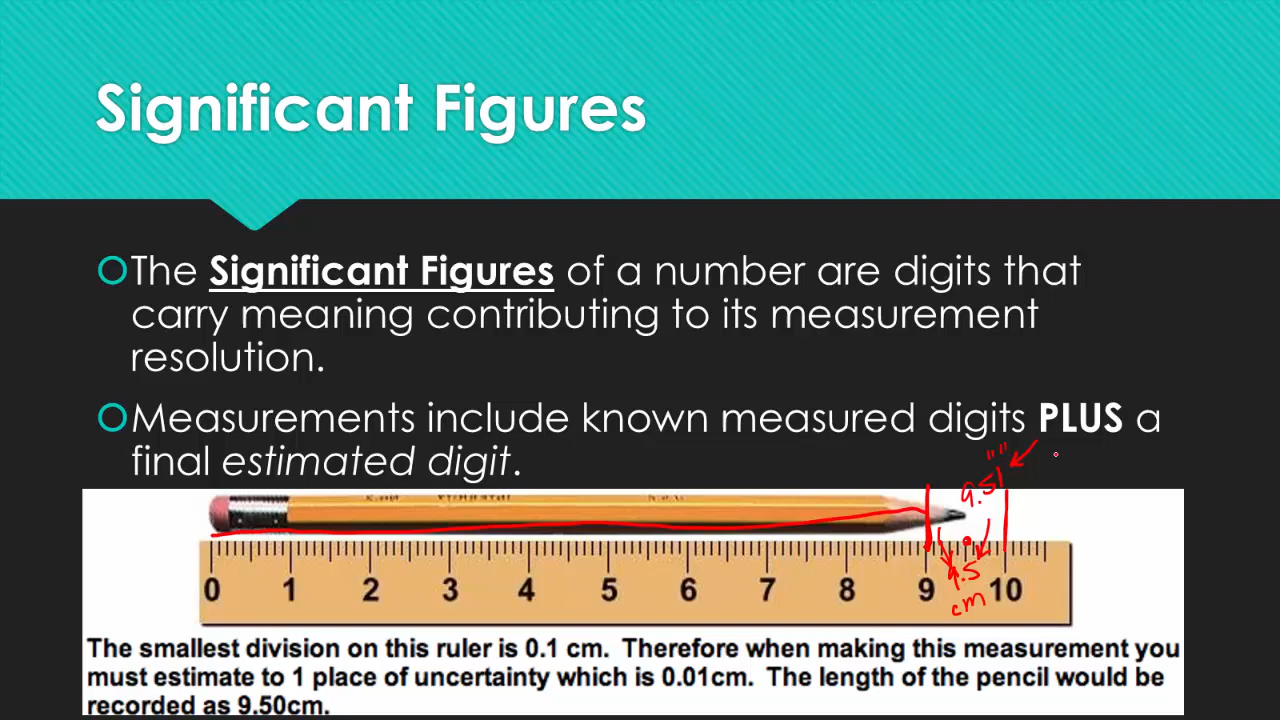 Significant Figures
The Significant Figures of a number are digits that
carry meaning contributing to its measurement
resolution.
Measurements include known measured digits PLUS a
final estimated digit.
9.51
0 1 2 3 4 5 6 7 8 9 10
9.5
cm
The smallest division on this ruler is 0.1 cm. Therefore when making this measurement you
must estimate to 1 place of uncertainty which is 0.01cm. The length of the pencil would be
recorded as 9.50cm.